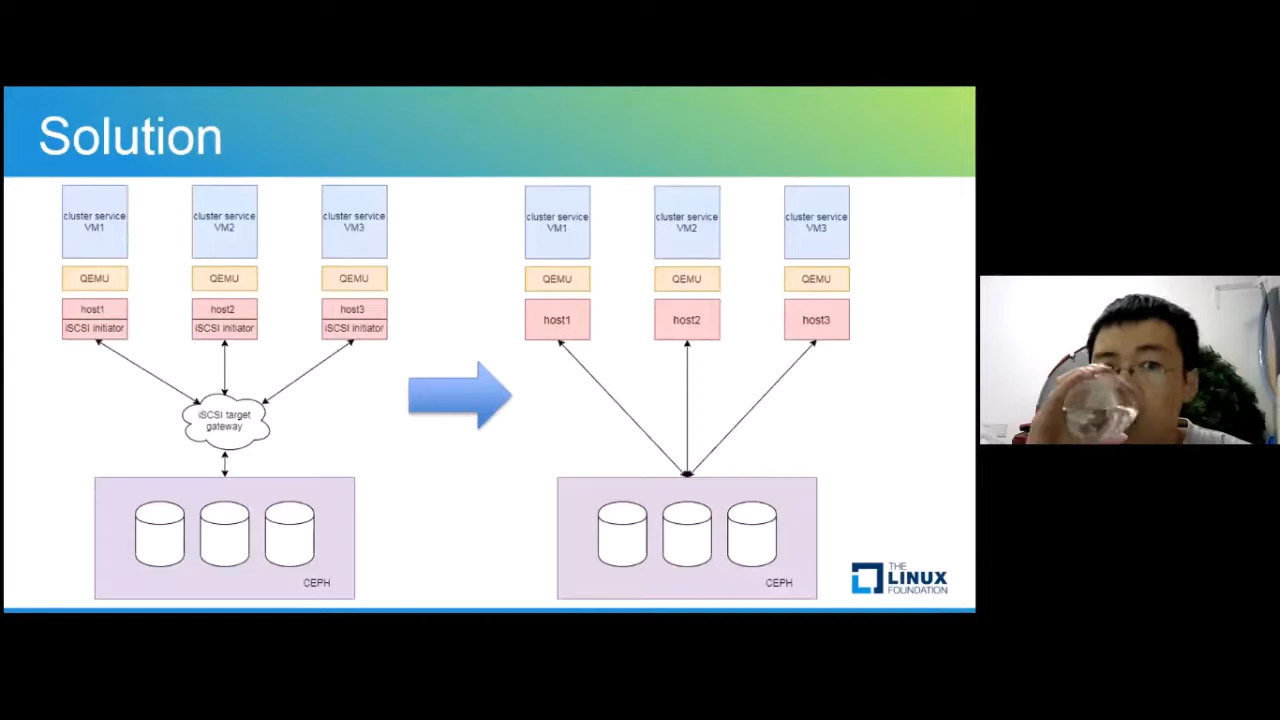 Solution
cluster service
VM1
cluster service
VM2
cluster service
VM3
QEMU
QEMU
QEMU
host1
host2
host3
iSCSI initiator
iSCSI initiator
iSCSI initiator
iSCSI target
gateway
CEPH
cluster service
VM1
cluster service
VM2
cluster service
VM3
QEMU
QEMU
QEMU
host1
host2
host3
CEPH
THE
LINUX
FOUNDATION